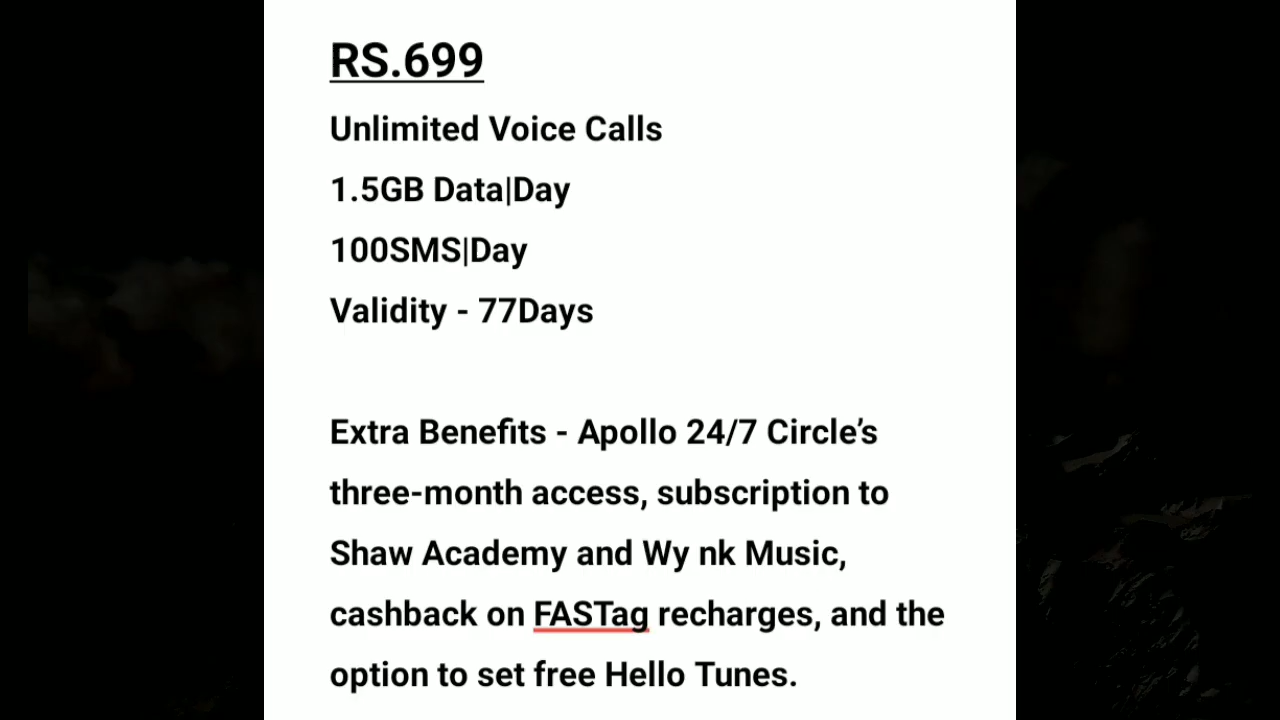 RS.699
Unlimited Voice Calls
1.5GB Data|Day
100SMS|Day
Validity - 77Days
Extra Benefits - Apollo 24/7 Circle’s
three-month access, subscription to
Shaw Academy and Wy nk Music,
cashback on FASTag recharges, and the
option to set free Hello Tunes.